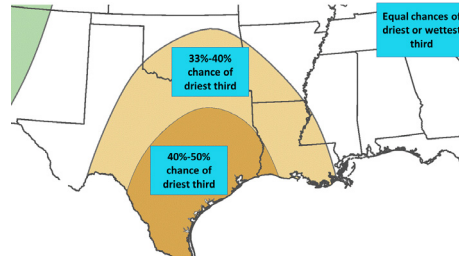 Equal chances of
driest or wettest
third
33%-40%
chance of
driest third
40%-50%
chance of
driest third